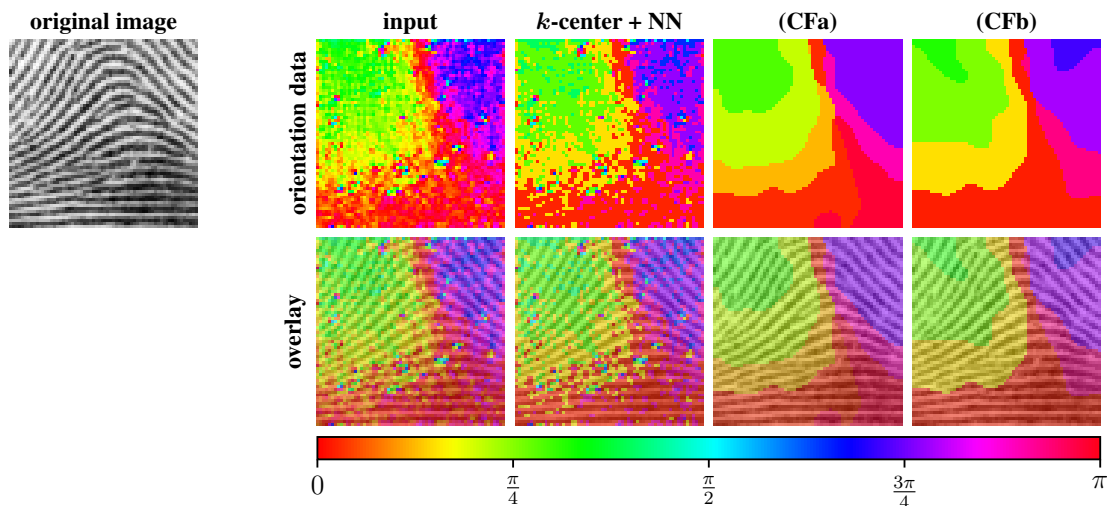 original image
input
k-center + NN
(CFa)
(CFb)
orientation data
overlay
0
π/4
π/2
3π/4
π